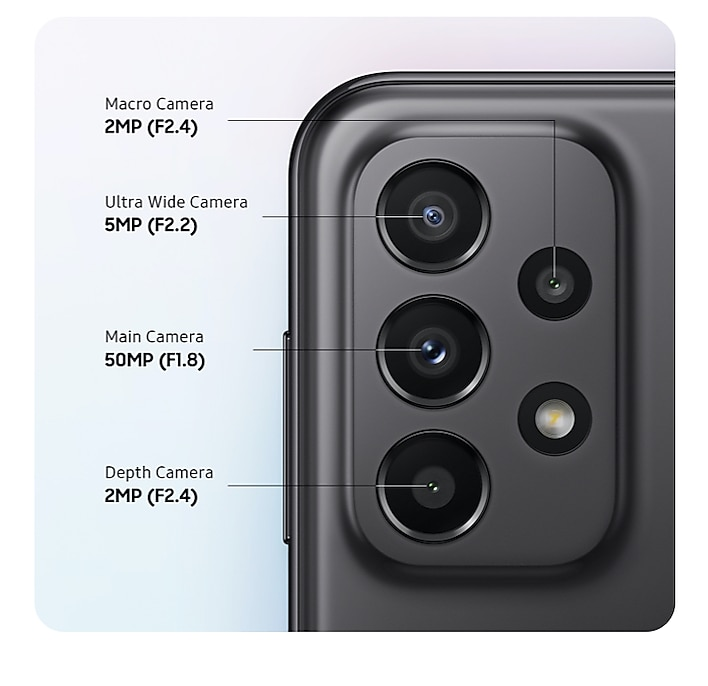 Macro Camera
2MP (F2.4)
Ultra Wide Camera
5MP (F2.2)
Main Camera
50MP (F1.8)
Depth Camera
2MP (F2.4)